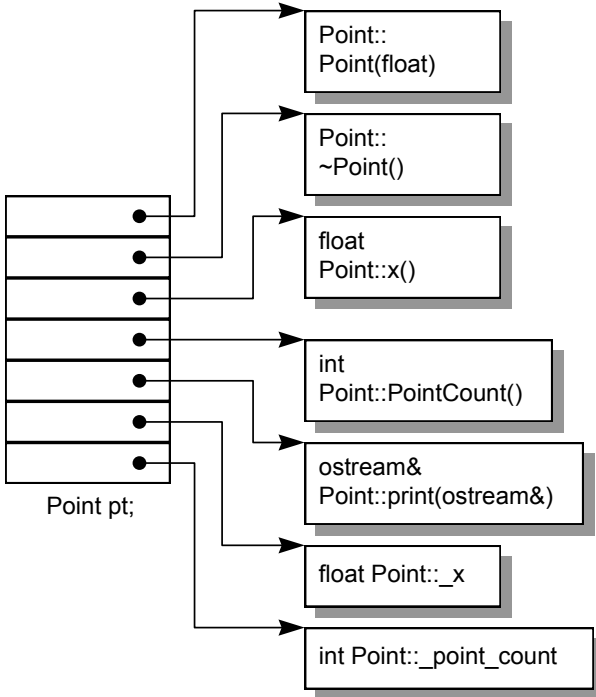 Point::
Point(float)
Point::
~Point()
float
Point::x()
int
Point::PointCount()
ostream&
Point::print(ostream&)
Point pt;
float Point::_x
int Point::_point_count